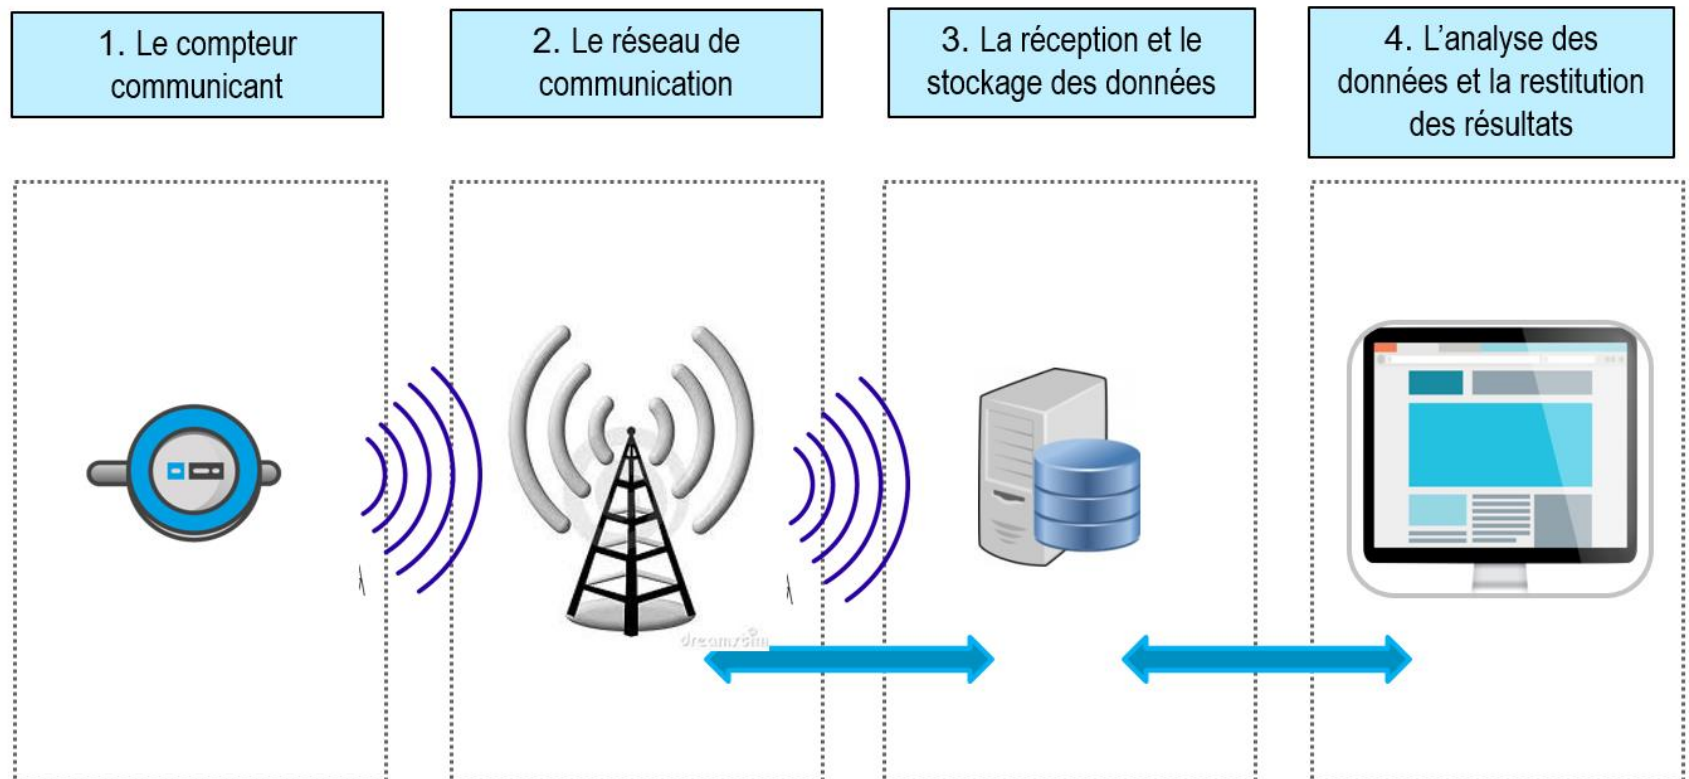 1. Le compteur
communicant
2. Le réseau de
communication
3. La réception et le
stockage des données
4. L'analyse des
données et la restitution
des résultats